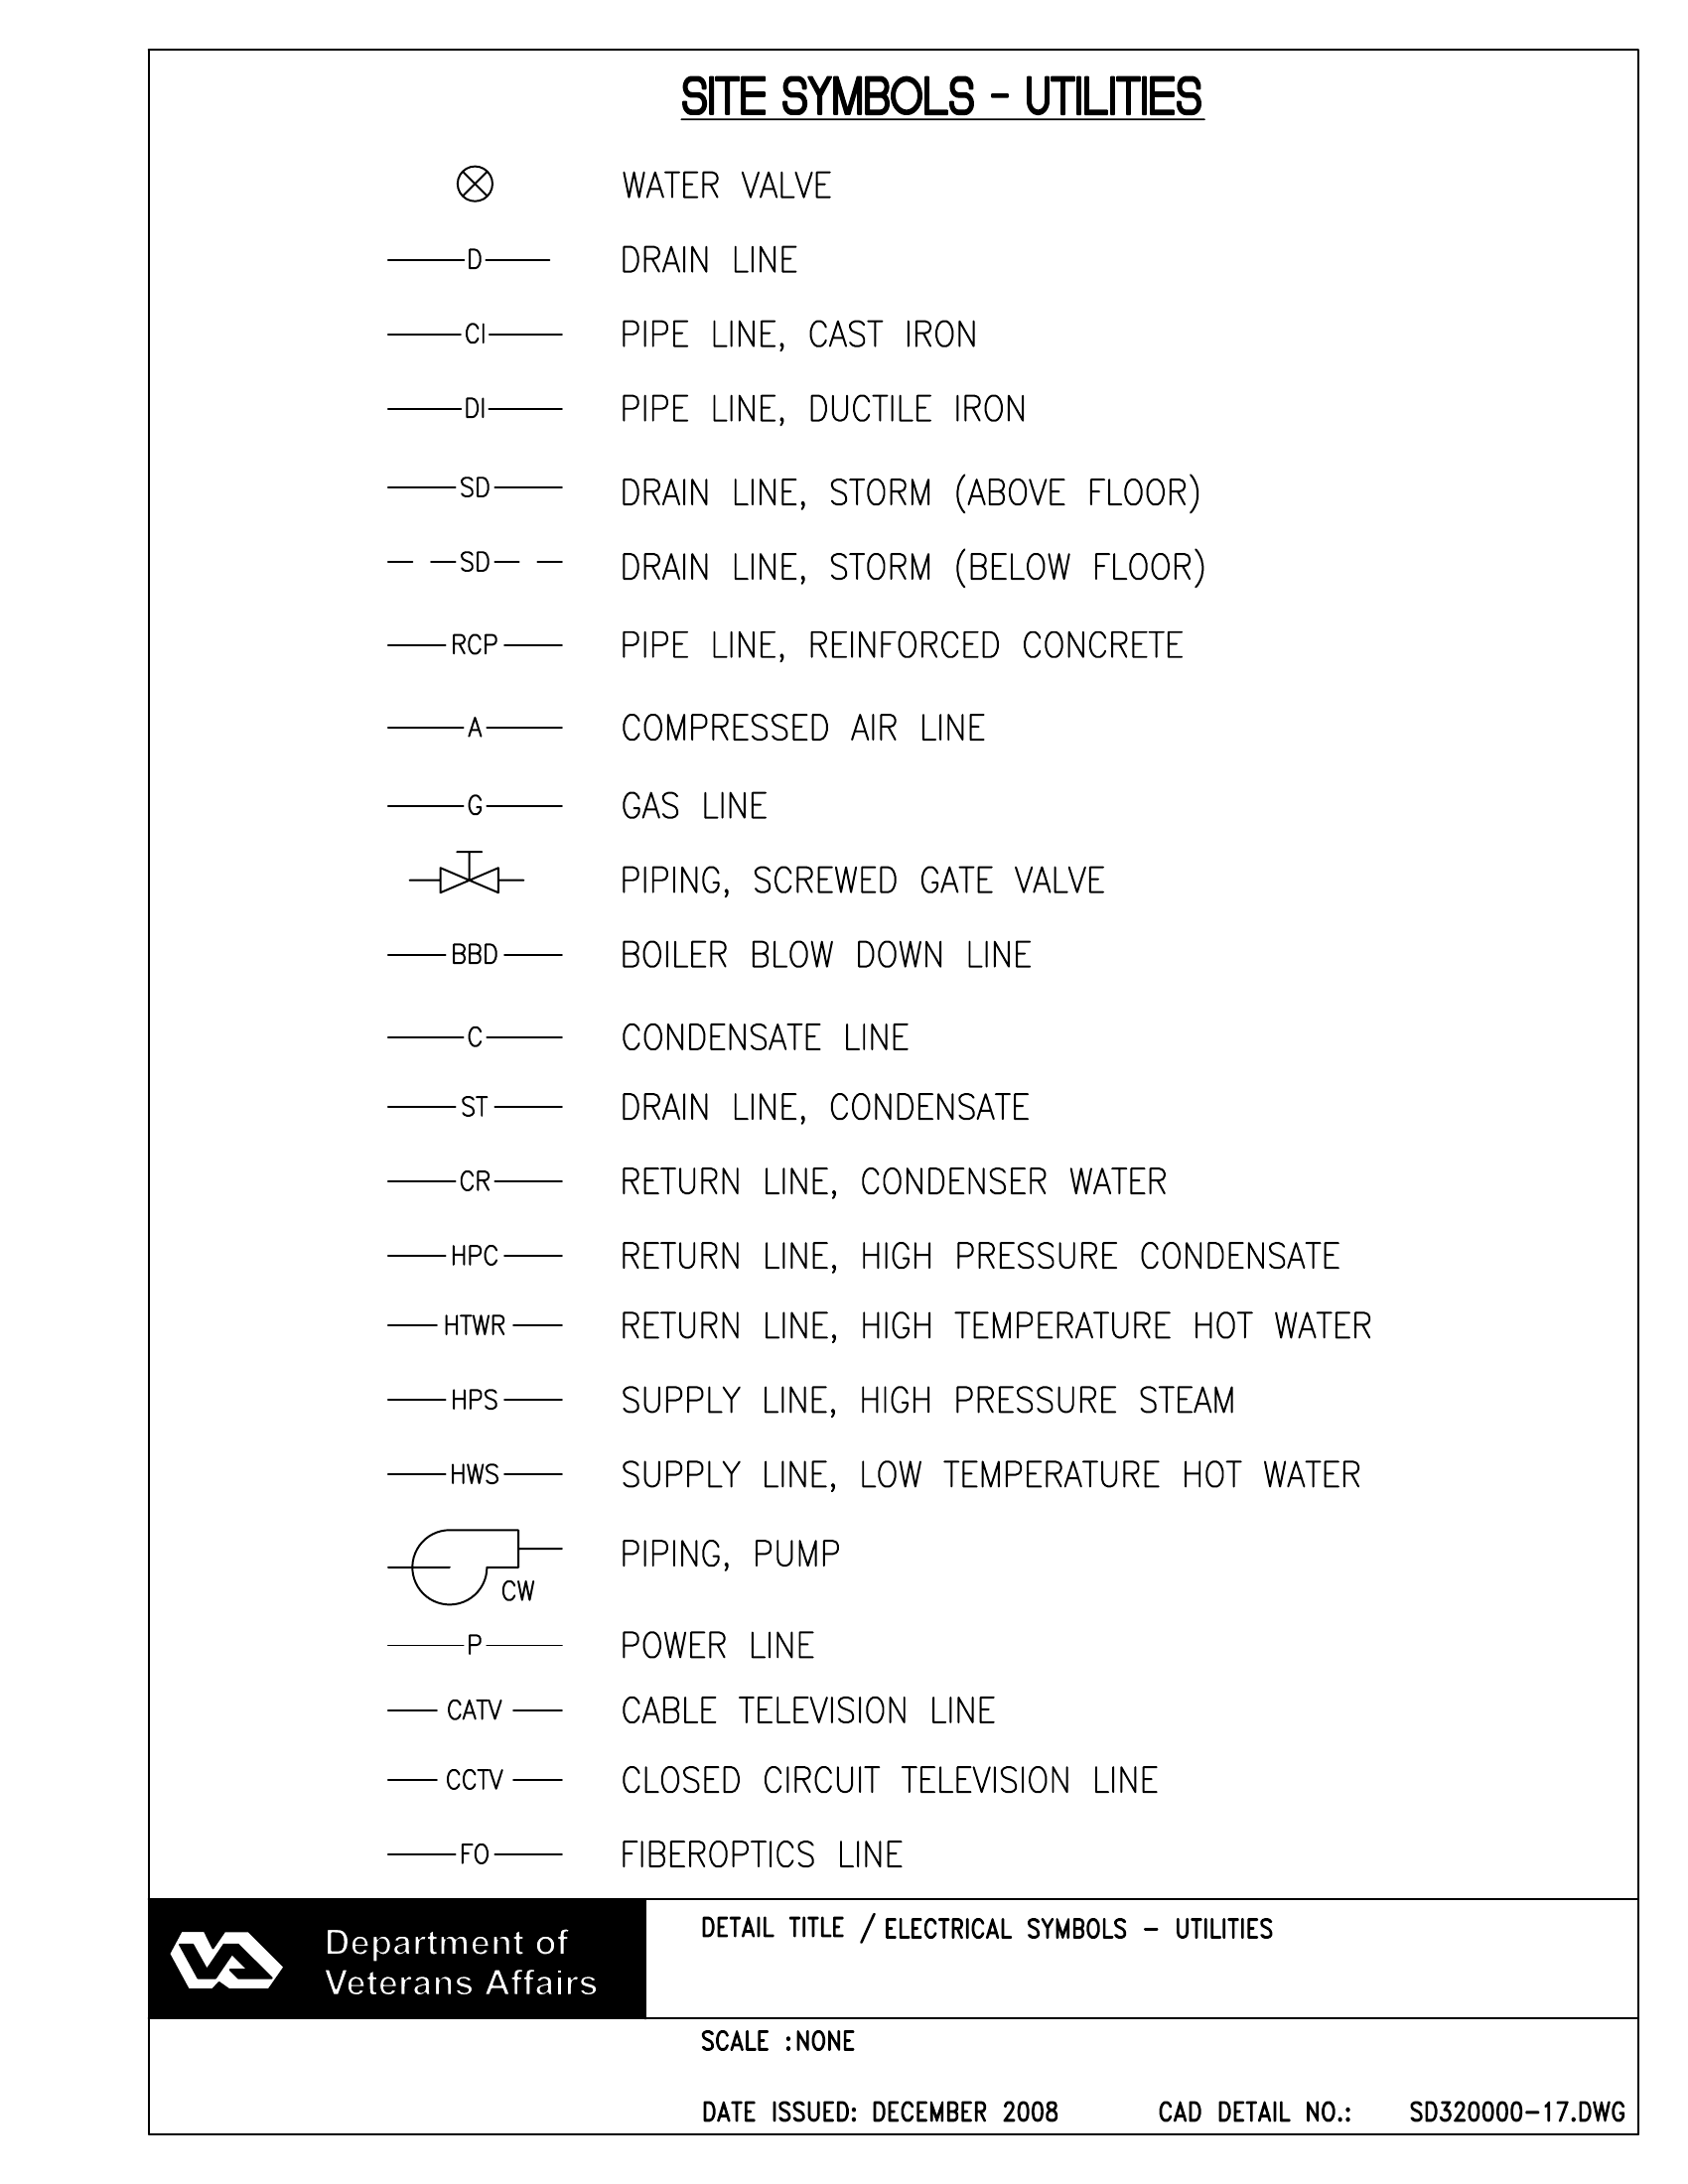 SITE SYMBOLS - UTILITIES
WATER VALVE
D DRAIN LINE
CI PIPE LINE, CAST IRON
DI PIPE LINE, DUCTILE IRON
SD DRAIN LINE, STORM (ABOVE FLOOR)
SD DRAIN LINE, STORM (BELOW FLOOR)
RCP PIPE LINE, REINFORCED CONCRETE
A COMPRESSED AIR LINE
G GAS LINE
PIPING, SCREWED GATE VALVE
BBD BOILER BLOW DOWN LINE
C CONDENSATE LINE
ST DRAIN LINE, CONDENSATE
CR RETURN LINE, CONDENSER WATER
HPC RETURN LINE, HIGH PRESSURE CONDENSATE
HTWR RETURN LINE, HIGH TEMPERATURE HOT WATER
HPS SUPPLY LINE, HIGH PRESSURE STEAM
HWS SUPPLY LINE, LOW TEMPERATURE HOT WATER
PIPING, PUMP
CW
P POWER LINE
CATV CABLE TELEVISION LINE
CCTV CLOSED CIRCUIT TELEVISION LINE
FO FIBEROPTICS LINE
VA
Department of
Veterans Affairs
DETAIL TITLE / ELECTRICAL SYMBOLS - UTILITIES
SCALE :NONE
DATE ISSUED: DECEMBER 2008 CAD DETAIL NO.: SD320000-17.DWG